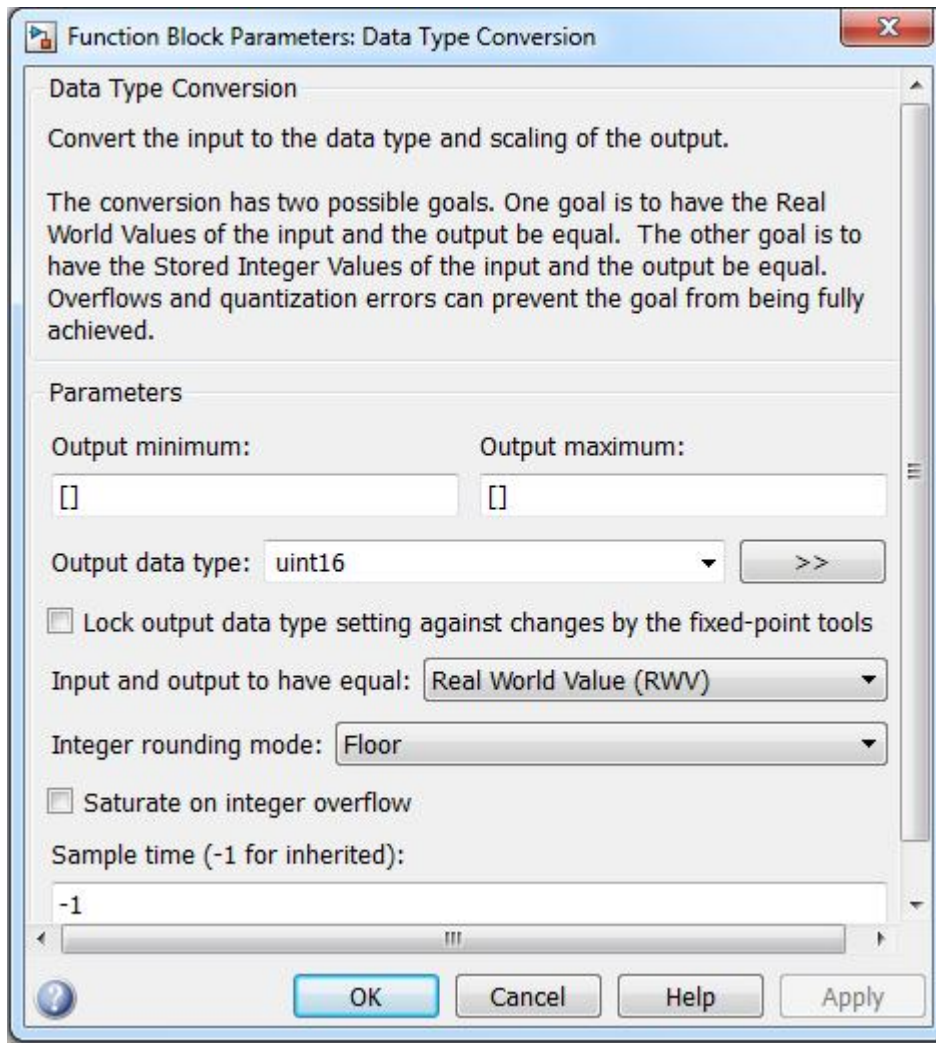 Function Block Parameters: Data Type Conversion
Data Type Conversion
Convert the input to the data type and scaling of the output.
The conversion has two possible goals. One goal is to have the Real
World Values of the input and the output be equal.  The other goal is to
have the Stored Integer Values of the input and the output be equal.
Overflows and quantization errors can prevent the goal from being fully
achieved.
Parameters
Output minimum: Output maximum:
[] []
Output data type: uint16 >>
Lock output data type setting against changes by the fixed-point tools
Input and output to have equal: Real World Value (RWV)
Integer rounding mode: Floor
Saturate on integer overflow
Sample time (-1 for inherited):
-1
OK Cancel Help Apply